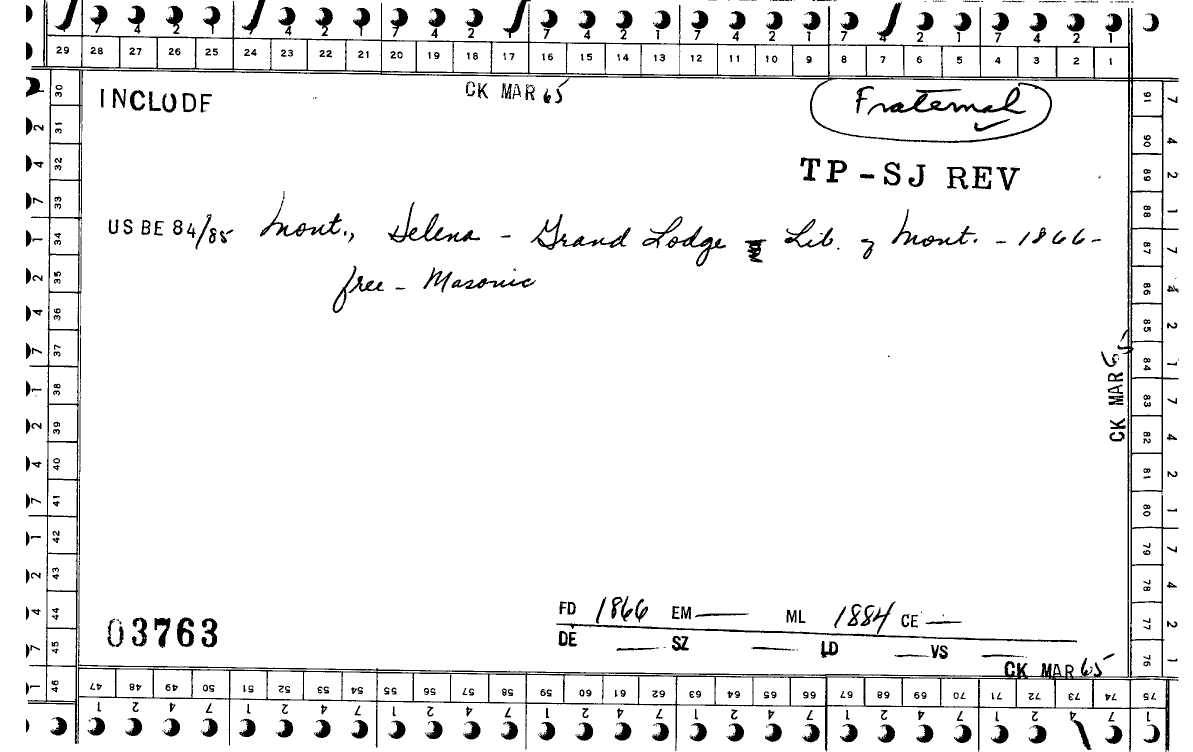 29 28 27 26 25 24 23 22 21 20 19 18 17 16 15 14 13 12 11 10 9 8 7 6 5 4 3 2 1
INCLUDE
CK MAR 65
Fraternal
TP-SJ REV
US BE 84/85 Mont., Helena - Grand Lodge Lib. of Mont. - 1866-
free - Masonic
CK MAR 65
03763
FD 1866 EM ML 1884 CE
DE SZ LD VS
CK MAR 65
30 31 32 33 34 35 36 37 38 39 40 41 42 43 44 45 46
91 90 89 88 87 86 85 84 83 82 81 80 79 78 77 76
47 48 49 50 51 52 53 54 55 56 57 58 59 60 61 62 63 64 65 66 67 68 69 70 71 72 73 74 75